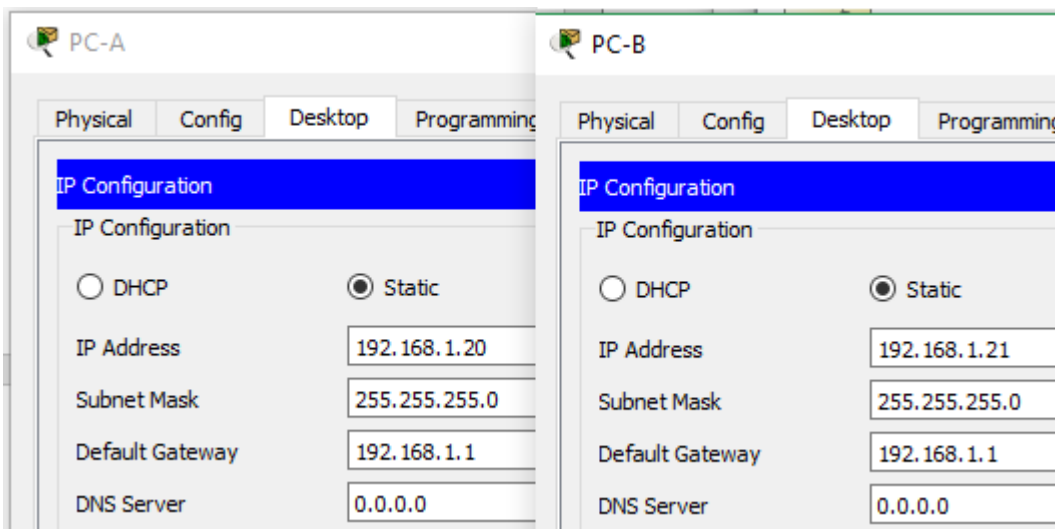 PC-A
Physical Config Desktop Programming
IP Configuration
IP Configuration
DHCP Static
IP Address 192.168.1.20
Subnet Mask 255.255.255.0
Default Gateway 192.168.1.1
DNS Server 0.0.0.0
PC-B
Physical Config Desktop Programming
IP Configuration
IP Configuration
DHCP Static
IP Address 192.168.1.21
Subnet Mask 255.255.255.0
Default Gateway 192.168.1.1
DNS Server 0.0.0.0